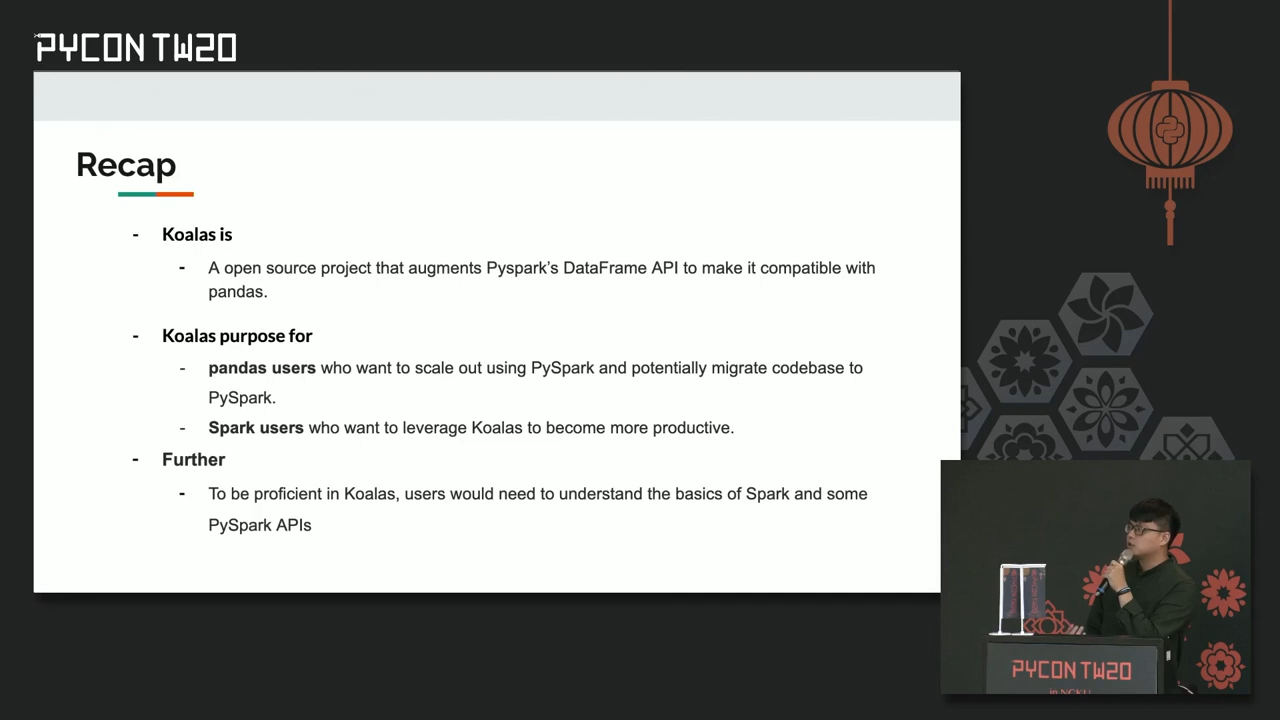 PYCON TW20
Recap
- Koalas is
- A open source project that augments Pyspark’s DataFrame API to make it compatible with
pandas.
- Koalas purpose for
- pandas users who want to scale out using PySpark and potentially migrate codebase to
PySpark.
- Spark users who want to leverage Koalas to become more productive.
- Further
- To be proficient in Koalas, users would need to understand the basics of Spark and some
PySpark APIs
PYCON TW20
in NCKU